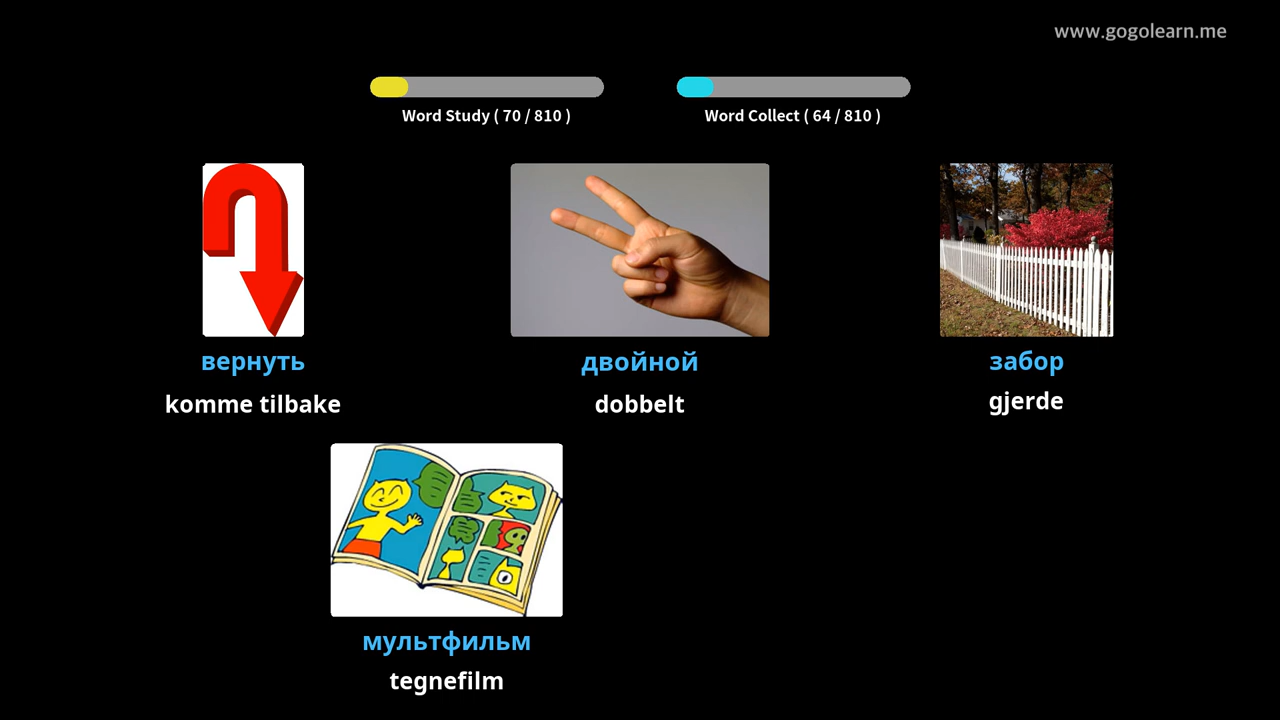 www.gogolearn.me
Word Study ( 70 / 810 )
Word Collect ( 64 / 810 )
вернуть
двойной
забор
komme tilbake
dobbelt
gjerde
мультфильм
tegnefilm